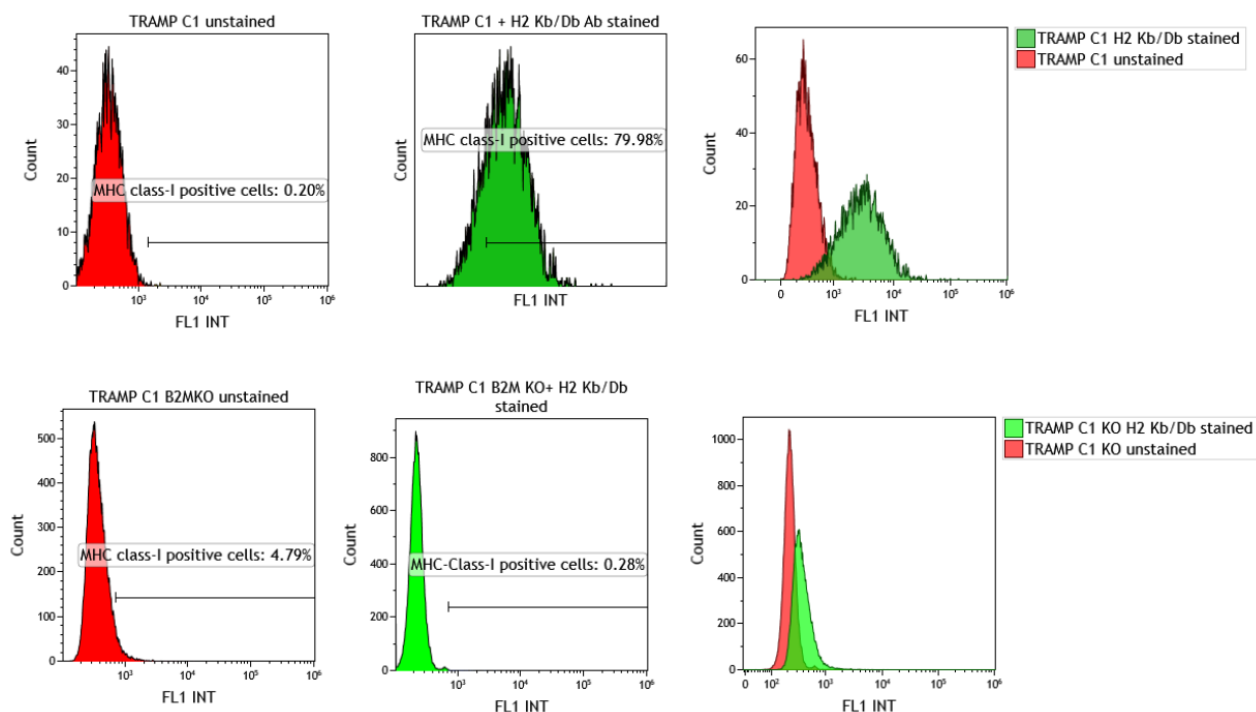 TRAMP C1 unstained
40
30
20
10
0
Count
MHC class-I positive cells: 0.20%
10³
10⁴
10⁵
10⁶
FL1 INT
TRAMP C1 + H2 Kb/Db Ab stained
Count
MHC class-I positive cells: 79.98%
FL1 INT
60
40
20
0
Count
0
10³
10⁴
10⁵
10⁶
FL1 INT
TRAMP C1 H2 Kb/Db stained
TRAMP C1 unstained
TRAMP C1 B2MKO unstained
500
400
300
200
100
0
Count
MHC class-I positive cells: 4.79%
10³
10⁴
10⁵
10⁶
FL1 INT
TRAMP C1 B2M KO+ H2 Kb/Db
stained
800
600
400
200
0
Count
MHC-Class-I positive cells: 0.28%
10³
10⁴
10⁵
10⁶
FL1 INT
1000
800
600
400
200
0
Count
0
10²
10³
10⁴
10⁵
10⁶
FL1 INT
TRAMP C1 KO H2 Kb/Db stained
TRAMP C1 KO unstained